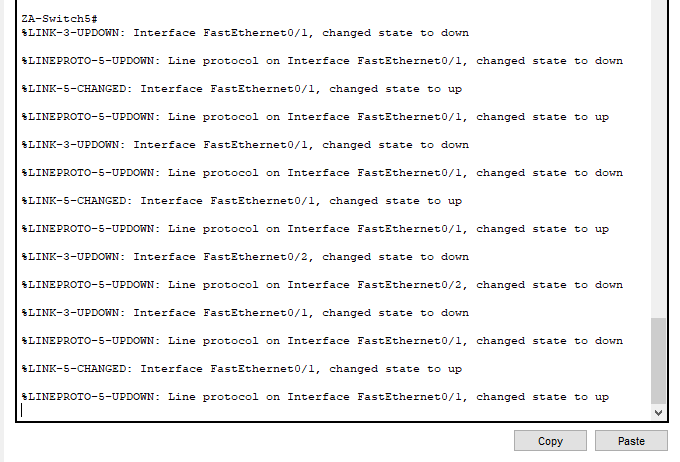 ZA-Switch5#
%LINK-3-UPDOWN: Interface FastEthernet0/1, changed state to down
%LINEPROTO-5-UPDOWN: Line protocol on Interface FastEthernet0/1, changed state to down
%LINK-5-CHANGED: Interface FastEthernet0/1, changed state to up
%LINEPROTO-5-UPDOWN: Line protocol on Interface FastEthernet0/1, changed state to up
%LINK-3-UPDOWN: Interface FastEthernet0/1, changed state to down
%LINEPROTO-5-UPDOWN: Line protocol on Interface FastEthernet0/1, changed state to down
%LINK-5-CHANGED: Interface FastEthernet0/1, changed state to up
%LINEPROTO-5-UPDOWN: Line protocol on Interface FastEthernet0/1, changed state to up
%LINK-3-UPDOWN: Interface FastEthernet0/2, changed state to down
%LINEPROTO-5-UPDOWN: Line protocol on Interface FastEthernet0/2, changed state to down
%LINK-3-UPDOWN: Interface FastEthernet0/1, changed state to down
%LINEPROTO-5-UPDOWN: Line protocol on Interface FastEthernet0/1, changed state to down
%LINK-5-CHANGED: Interface FastEthernet0/1, changed state to up
%LINEPROTO-5-UPDOWN: Line protocol on Interface FastEthernet0/1, changed state to up
Copy Paste